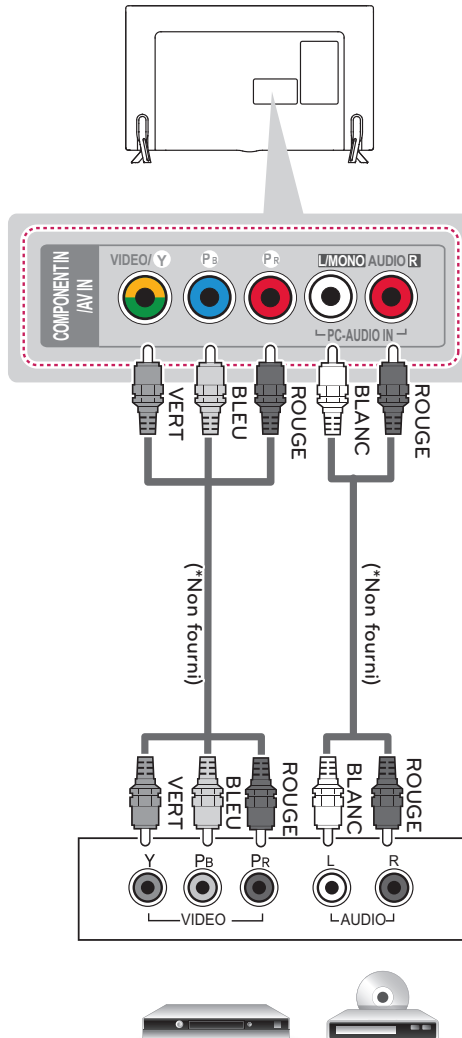 COMPONENT IN
/AV IN
VIDEO/ Y
PB
PR
L/MONO AUDIO R
PC-AUDIO IN
VERT
BLEU
ROUGE
BLANC
ROUGE
(*Non fourni)
(*Non fourni)
VERT
BLEU
ROUGE
BLANC
ROUGE
Y
PB
PR
L
R
VIDEO
AUDIO